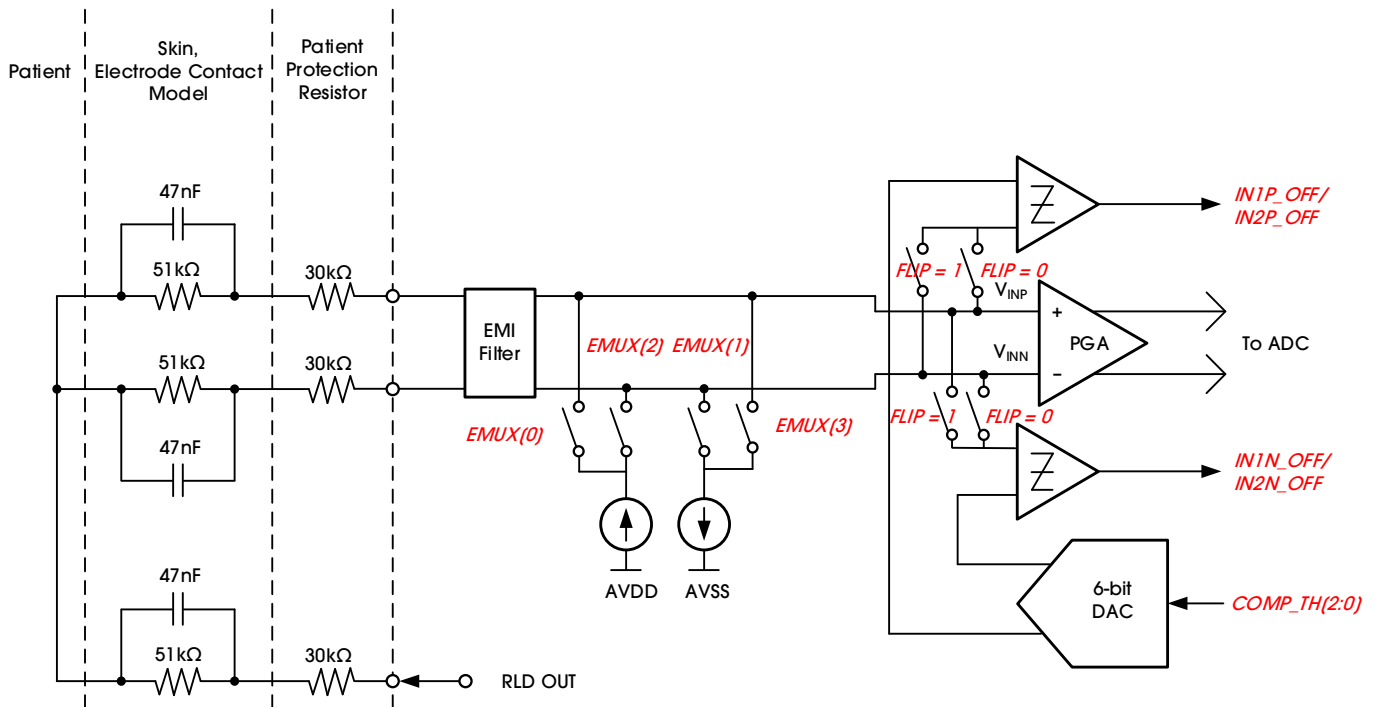 Patient
Skin,
Electrode Contact
Model
Patient
Protection
Resistor
47nF
51kΩ
30kΩ
51kΩ
30kΩ
47nF
47nF
51kΩ
30kΩ
RLD OUT
EMI
Filter
EMUX(2) EMUX(1)
EMUX(0)
EMUX(3)
AVDD
AVSS
IN1P_OFF/
IN2P_OFF
FLIP = 1
FLIP = 0
VINP
+
PGA
To ADC
VINN
−
FLIP = 1
FLIP = 0
IN1N_OFF/
IN2N_OFF
6-bit
DAC
COMP_TH(2:0)